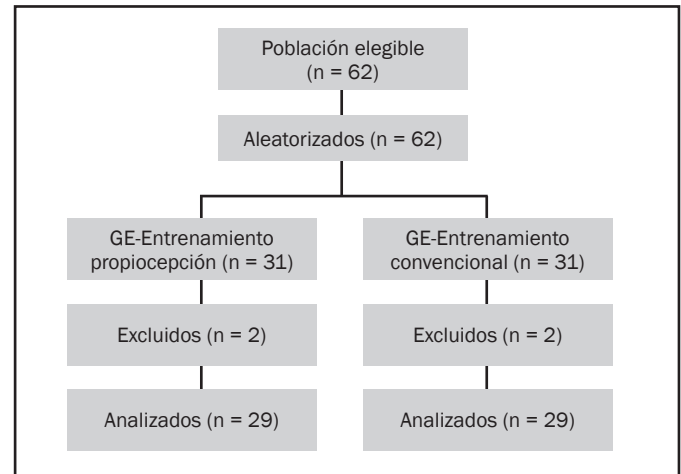 Población elegible
(n = 62)
Aleatorizados (n = 62)
GE-Entrenamiento
propiocepción (n = 31)
GE-Entrenamiento
convencional (n = 31)
Excluidos (n = 2)
Excluidos (n = 2)
Analizados (n = 29)
Analizados (n = 29)